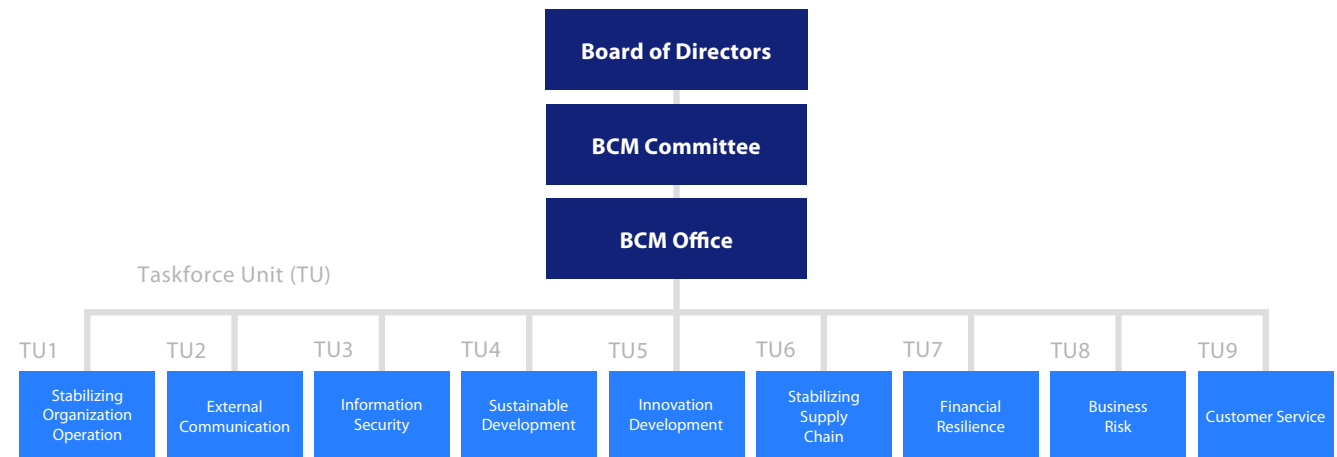 Board of Directors
BCM Committee
BCM Office
Taskforce Unit (TU)
TU1
TU2
TU3
TU4
TU5
TU6
TU7
TU8
TU9
Stabilizing
Organization
Operation
External
Communication
Information
Security
Sustainable
Development
Innovation
Development
Stabilizing
Supply
Chain
Financial
Resilience
Business
Risk
Customer Service